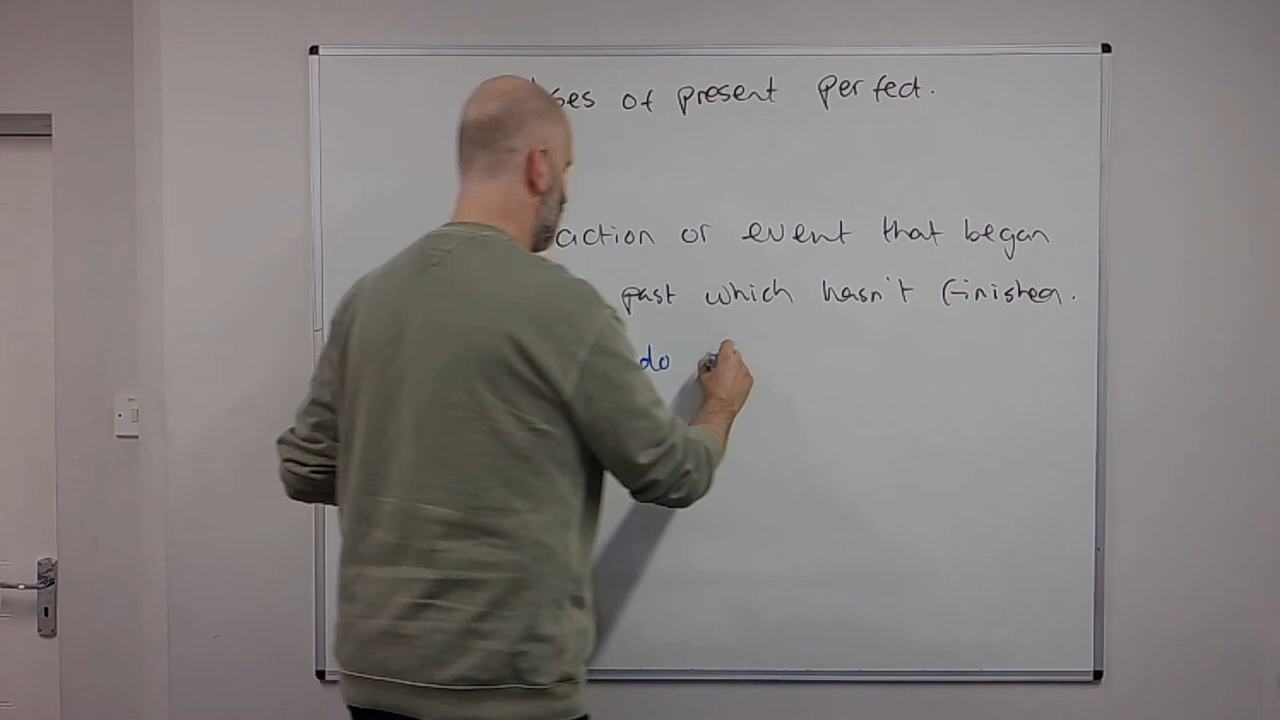 of present perfect.
action or event that began
past which hasn't finished.
do